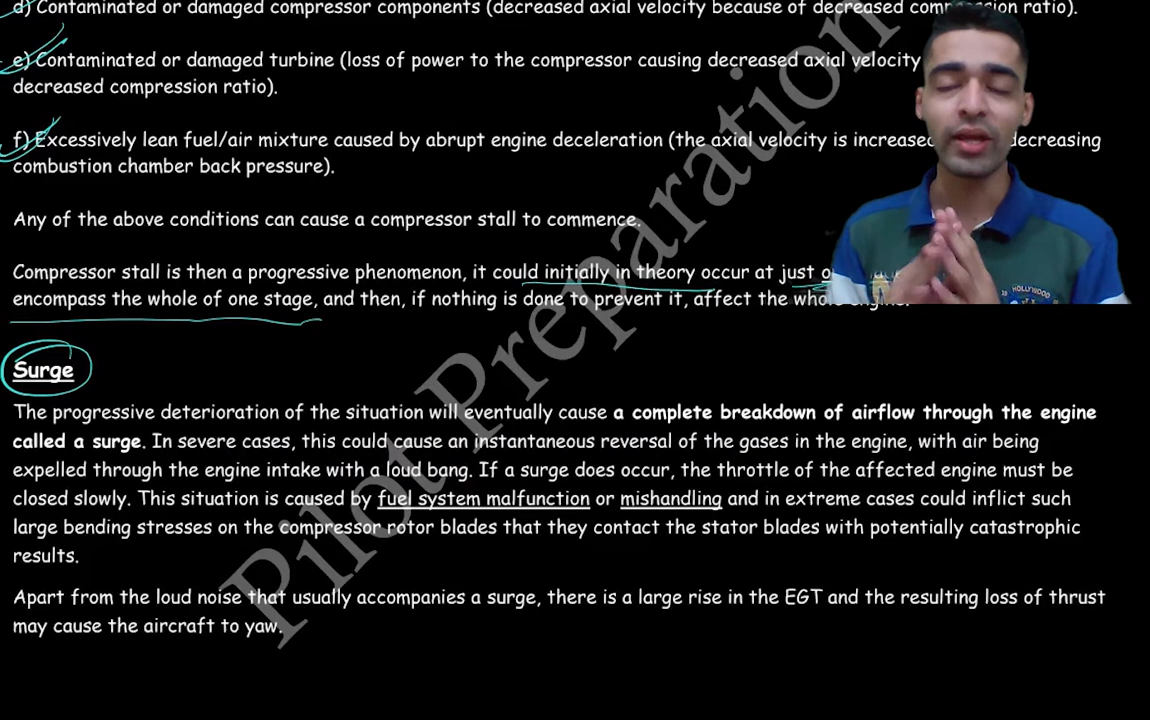 d) Contaminated or damaged compressor components (decreased axial velocity because of decreased compression ratio).
e) Contaminated or damaged turbine (loss of power to the compressor causing decreased axial velocity
decreased compression ratio).
f) Excessively lean fuel/air mixture caused by abrupt engine deceleration (the axial velocity is increased decreasing
combustion chamber back pressure).
Any of the above conditions can cause a compressor stall to commence.
Compressor stall is then a progressive phenomenon, it could initially in theory occur at just
encompass the whole of one stage, and then, if nothing is done to prevent it, affect the whole engine.
Surge
The progressive deterioration of the situation will eventually cause a complete breakdown of airflow through the engine
called a surge. In severe cases, this could cause an instantaneous reversal of the gases in the engine, with air being
expelled through the engine intake with a loud bang. If a surge does occur, the throttle of the affected engine must be
closed slowly. This situation is caused by fuel system malfunction or mishandling and in extreme cases could inflict such
large bending stresses on the compressor rotor blades that they contact the stator blades with potentially catastrophic
results.
Apart from the loud noise that usually accompanies a surge, there is a large rise in the EGT and the resulting loss of thrust
may cause the aircraft to yaw.
Pilot Preparation
HOLLYWOOD